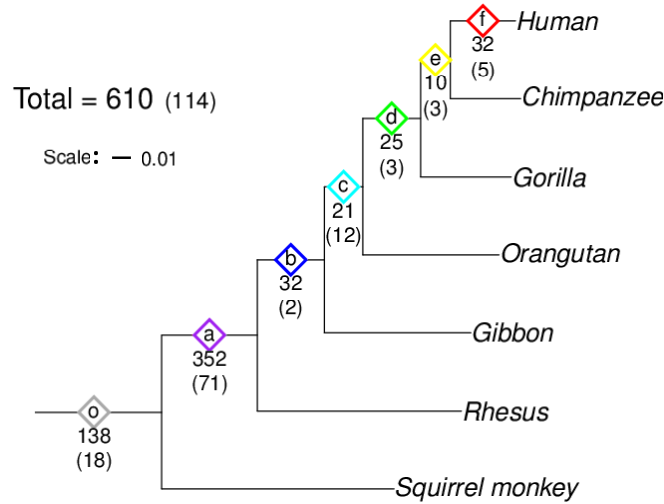 f Human
32
(5)
e
10
(3)
Chimpanzee
Total = 610 (114)
d
25
(3)
Scale: 0.01
Gorilla
c
21
(12)
Orangutan
b
32
(2)
Gibbon
a
352
(71)
Rhesus
o
138
(18)
Squirrel monkey